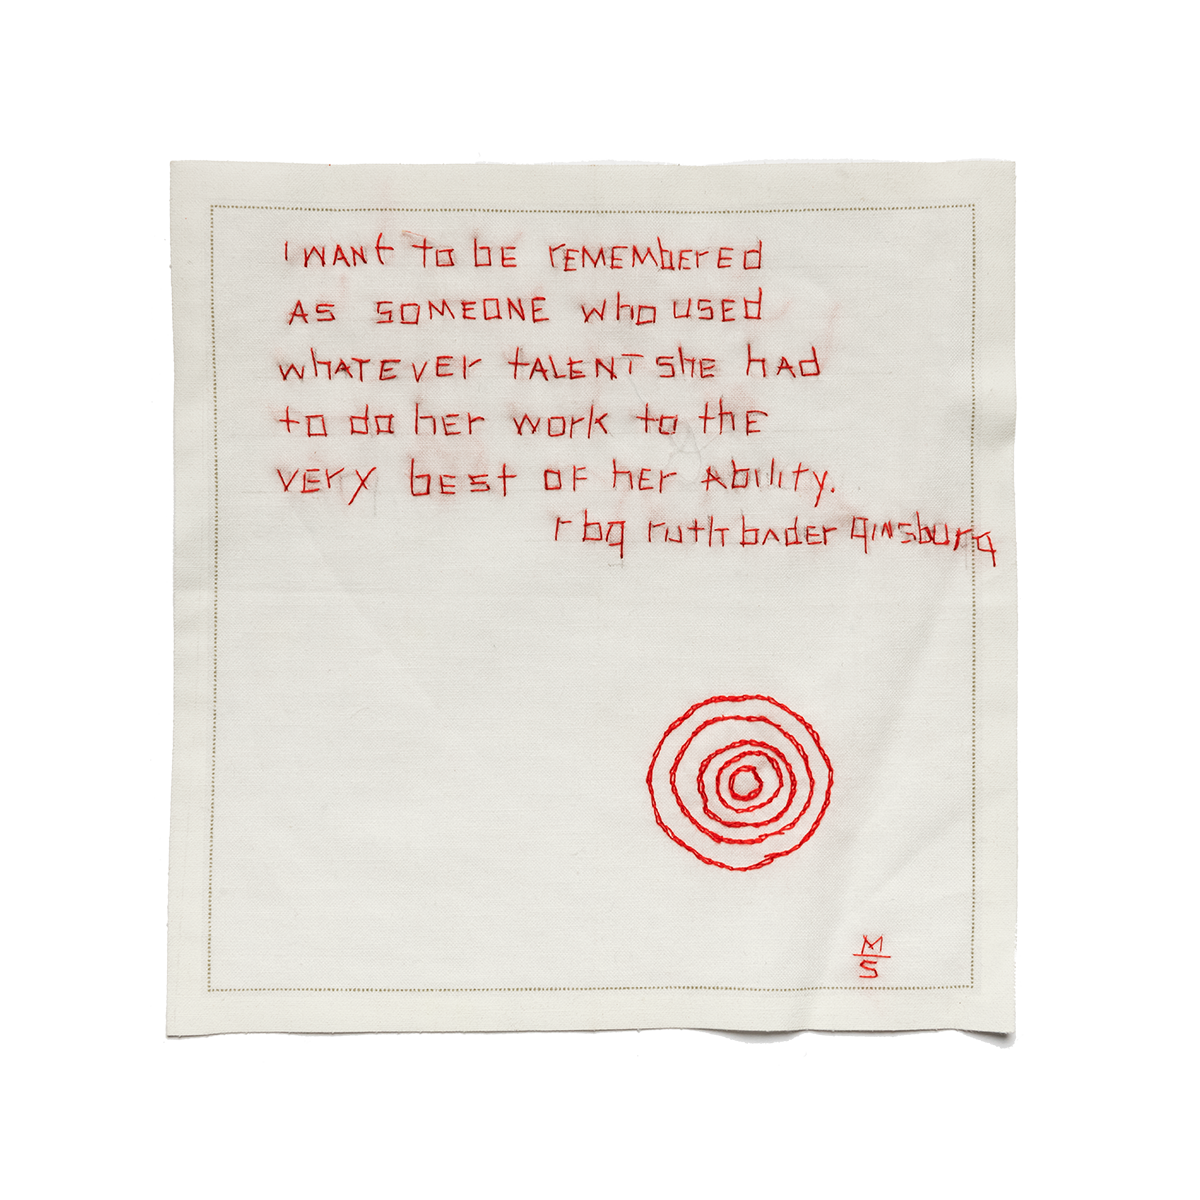 I WANT to bE rEMEMbErEd
AS SOMEONE who USEd
whATEVEr tALENT ShE hAd
to do hEr work to thE
VErY bEST OF hEr AbILITy.
rbg ruth bAdEr gINSburg
M
S